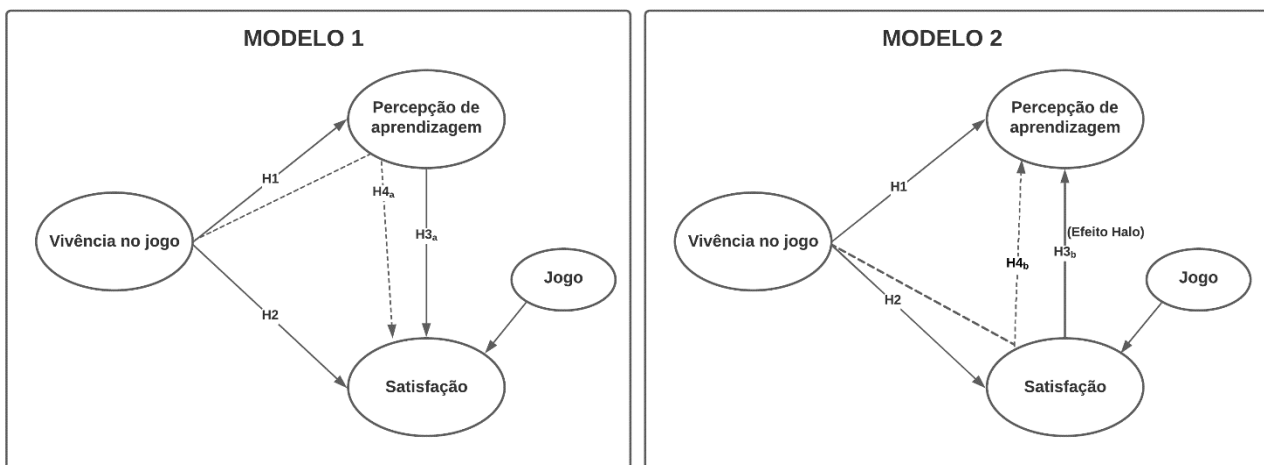 MODELO 1
Percepção de
aprendizagem
H1
H4a
H3a
Vivência no jogo
Jogo
H2
Satisfação
MODELO 2
Percepção de
aprendizagem
H1
(Efeito Halo)
H3b
H4b
Vivência no jogo
Jogo
H2
Satisfação